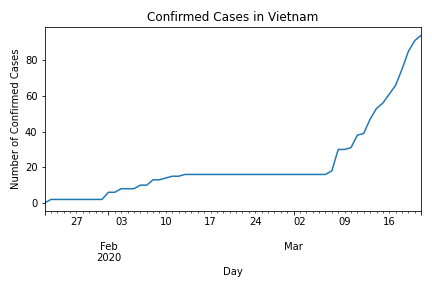 Confirmed Cases in Vietnam
Number of Confirmed Cases
80
60
40
20
0
27 03 10 17 24 02 09 16
Feb Mar
2020
Day